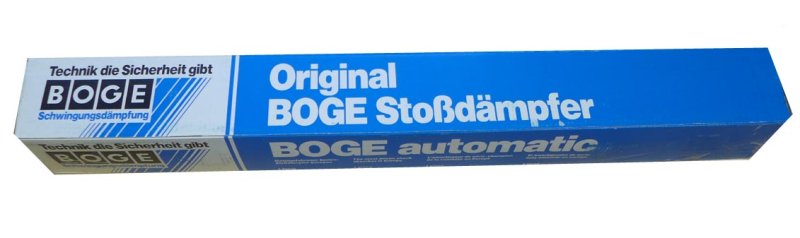 Technik die Sicherheit gibt
BOGE
Schwingungsdämpfung
Original
BOGE Stoßdämpfer
Technik die Sicherheit gibt
BOGE
BOGE automatic